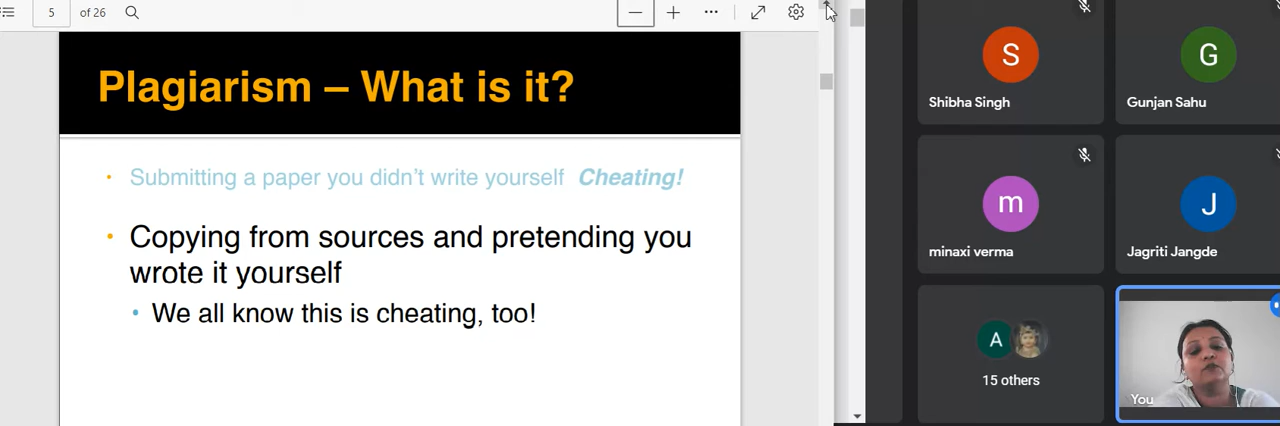 5 of 26
Plagiarism – What is it?
• Submitting a paper you didn't write yourself Cheating!
• Copying from sources and pretending you
wrote it yourself
• We all know this is cheating, too!
S
Shibha Singh
G
Gunjan Sahu
m
minaxi verma
J
Jagriti Jangde
A
15 others
You